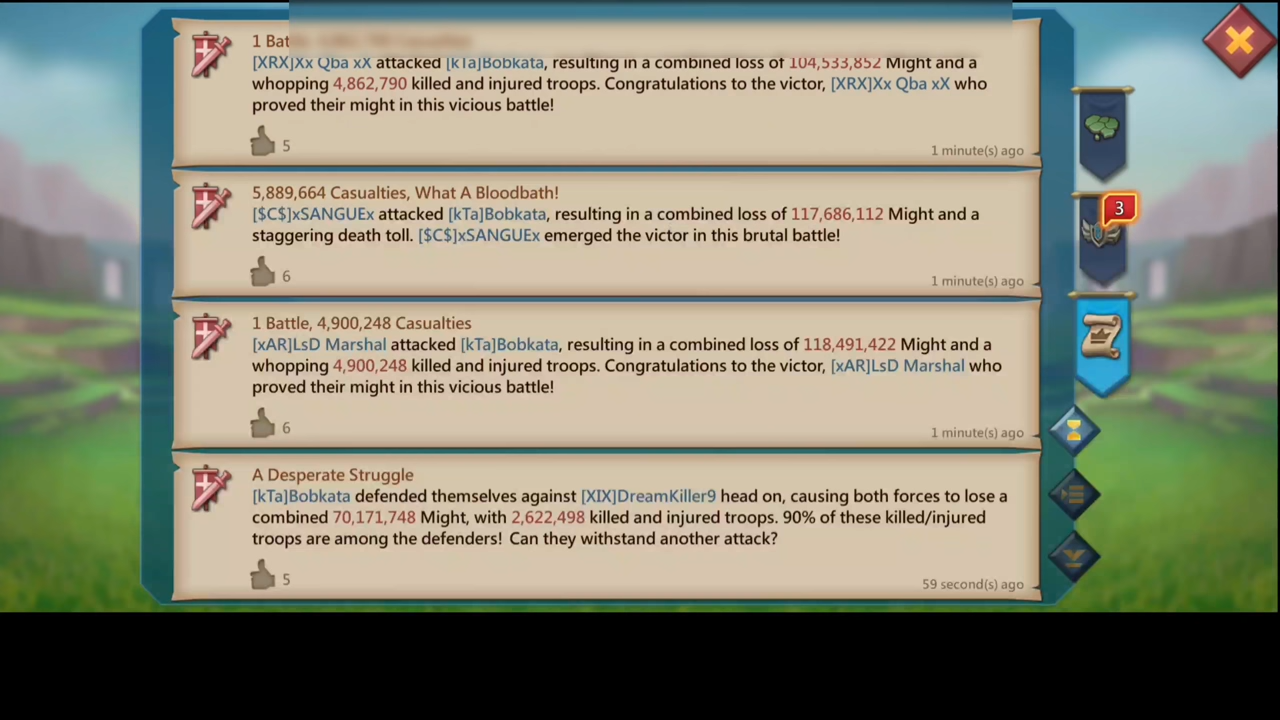 1 Bat
[XRX]Xx Qba xX attacked [kTa]Bobkata, resulting in a combined loss of 104,533,852 Might and a
whopping 4,862,790 killed and injured troops. Congratulations to the victor, [XRX]Xx Qba xX who
proved their might in this vicious battle!
5
1 minute(s) ago
5,889,664 Casualties, What A Bloodbath!
[$C$]xSANGUEx attacked [kTa]Bobkata, resulting in a combined loss of 117,686,112 Might and a
staggering death toll. [$C$]xSANGUEx emerged the victor in this brutal battle!
6
1 minute(s) ago
1 Battle, 4,900,248 Casualties
[xAR]LsD Marshal attacked [kTa]Bobkata, resulting in a combined loss of 118,491,422 Might and a
whopping 4,900,248 killed and injured troops. Congratulations to the victor, [xAR]LsD Marshal who
proved their might in this vicious battle!
6
1 minute(s) ago
A Desperate Struggle
[kTa]Bobkata defended themselves against [XIX]DreamKiller9 head on, causing both forces to lose a
combined 70,171,748 Might, with 2,622,498 killed and injured troops. 90% of these killed/injured
troops are among the defenders! Can they withstand another attack?
5
59 second(s) ago
3